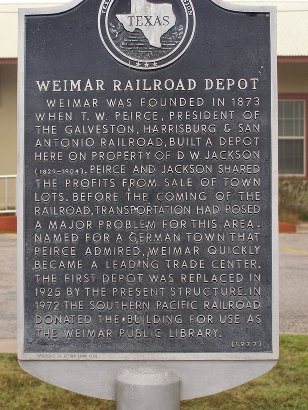 TEXAS
WEIMAR RAILROAD DEPOT
WEIMAR WAS FOUNDED IN 1873
WHEN T. W. PEIRCE, PRESIDENT OF
THE GALVESTON, HARRISBURG & SAN
ANTONIO RAILROAD, BUILT A DEPOT
HERE ON PROPERTY OF D W JACKSON
(1825-1904). PEIRCE AND JACKSON SHARED
THE PROFITS FROM SALE OF TOWN
LOTS. BEFORE THE COMING OF THE
RAILROAD, TRANSPORTATION HAD POSED
A MAJOR PROBLEM FOR THIS AREA.
NAMED FOR A GERMAN TOWN THAT
PEIRCE ADMIRED, WEIMAR QUICKLY
BECAME A LEADING TRADE CENTER.
THE FIRST DEPOT WAS REPLACED IN
1925 BY THE PRESENT STRUCTURE. IN
1972 THE SOUTHERN PACIFIC RAILROAD
DONATED THE BUILDING FOR USE AS
THE WEIMAR PUBLIC LIBRARY.
(1977)